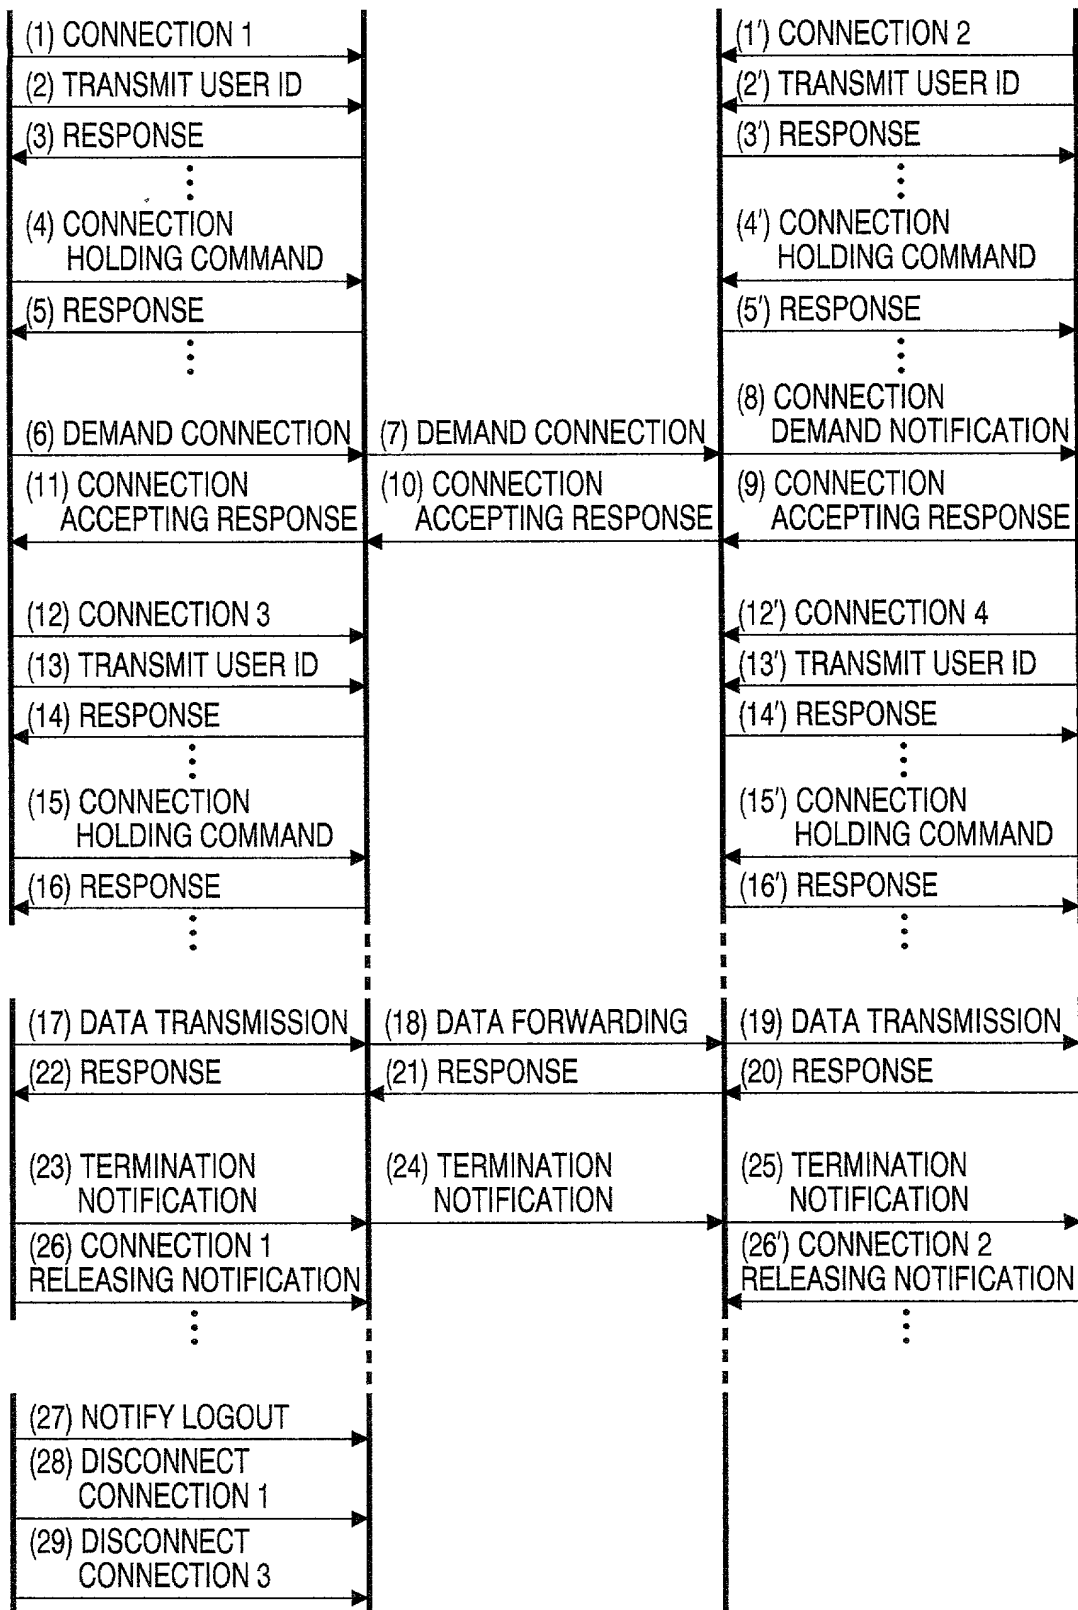 (1) CONNECTION 1
(1') CONNECTION 2
(2) TRANSMIT USER ID
(2') TRANSMIT USER ID
(3) RESPONSE
(3') RESPONSE
(4) CONNECTION
HOLDING COMMAND
(4') CONNECTION
HOLDING COMMAND
(5) RESPONSE
(5') RESPONSE
(6) DEMAND CONNECTION
(7) DEMAND CONNECTION
(8) CONNECTION
DEMAND NOTIFICATION
(11) CONNECTION
ACCEPTING RESPONSE
(10) CONNECTION
ACCEPTING RESPONSE
(9) CONNECTION
ACCEPTING RESPONSE
(12) CONNECTION 3
(12') CONNECTION 4
(13) TRANSMIT USER ID
(13') TRANSMIT USER ID
(14) RESPONSE
(14') RESPONSE
(15) CONNECTION
HOLDING COMMAND
(15') CONNECTION
HOLDING COMMAND
(16) RESPONSE
(16') RESPONSE
(17) DATA TRANSMISSION
(18) DATA FORWARDING
(19) DATA TRANSMISSION
(22) RESPONSE
(21) RESPONSE
(20) RESPONSE
(23) TERMINATION
NOTIFICATION
(24) TERMINATION
NOTIFICATION
(25) TERMINATION
NOTIFICATION
(26) CONNECTION 1
RELEASING NOTIFICATION
(26') CONNECTION 2
RELEASING NOTIFICATION
(27) NOTIFY LOGOUT
(28) DISCONNECT
CONNECTION 1
(29) DISCONNECT
CONNECTION 3